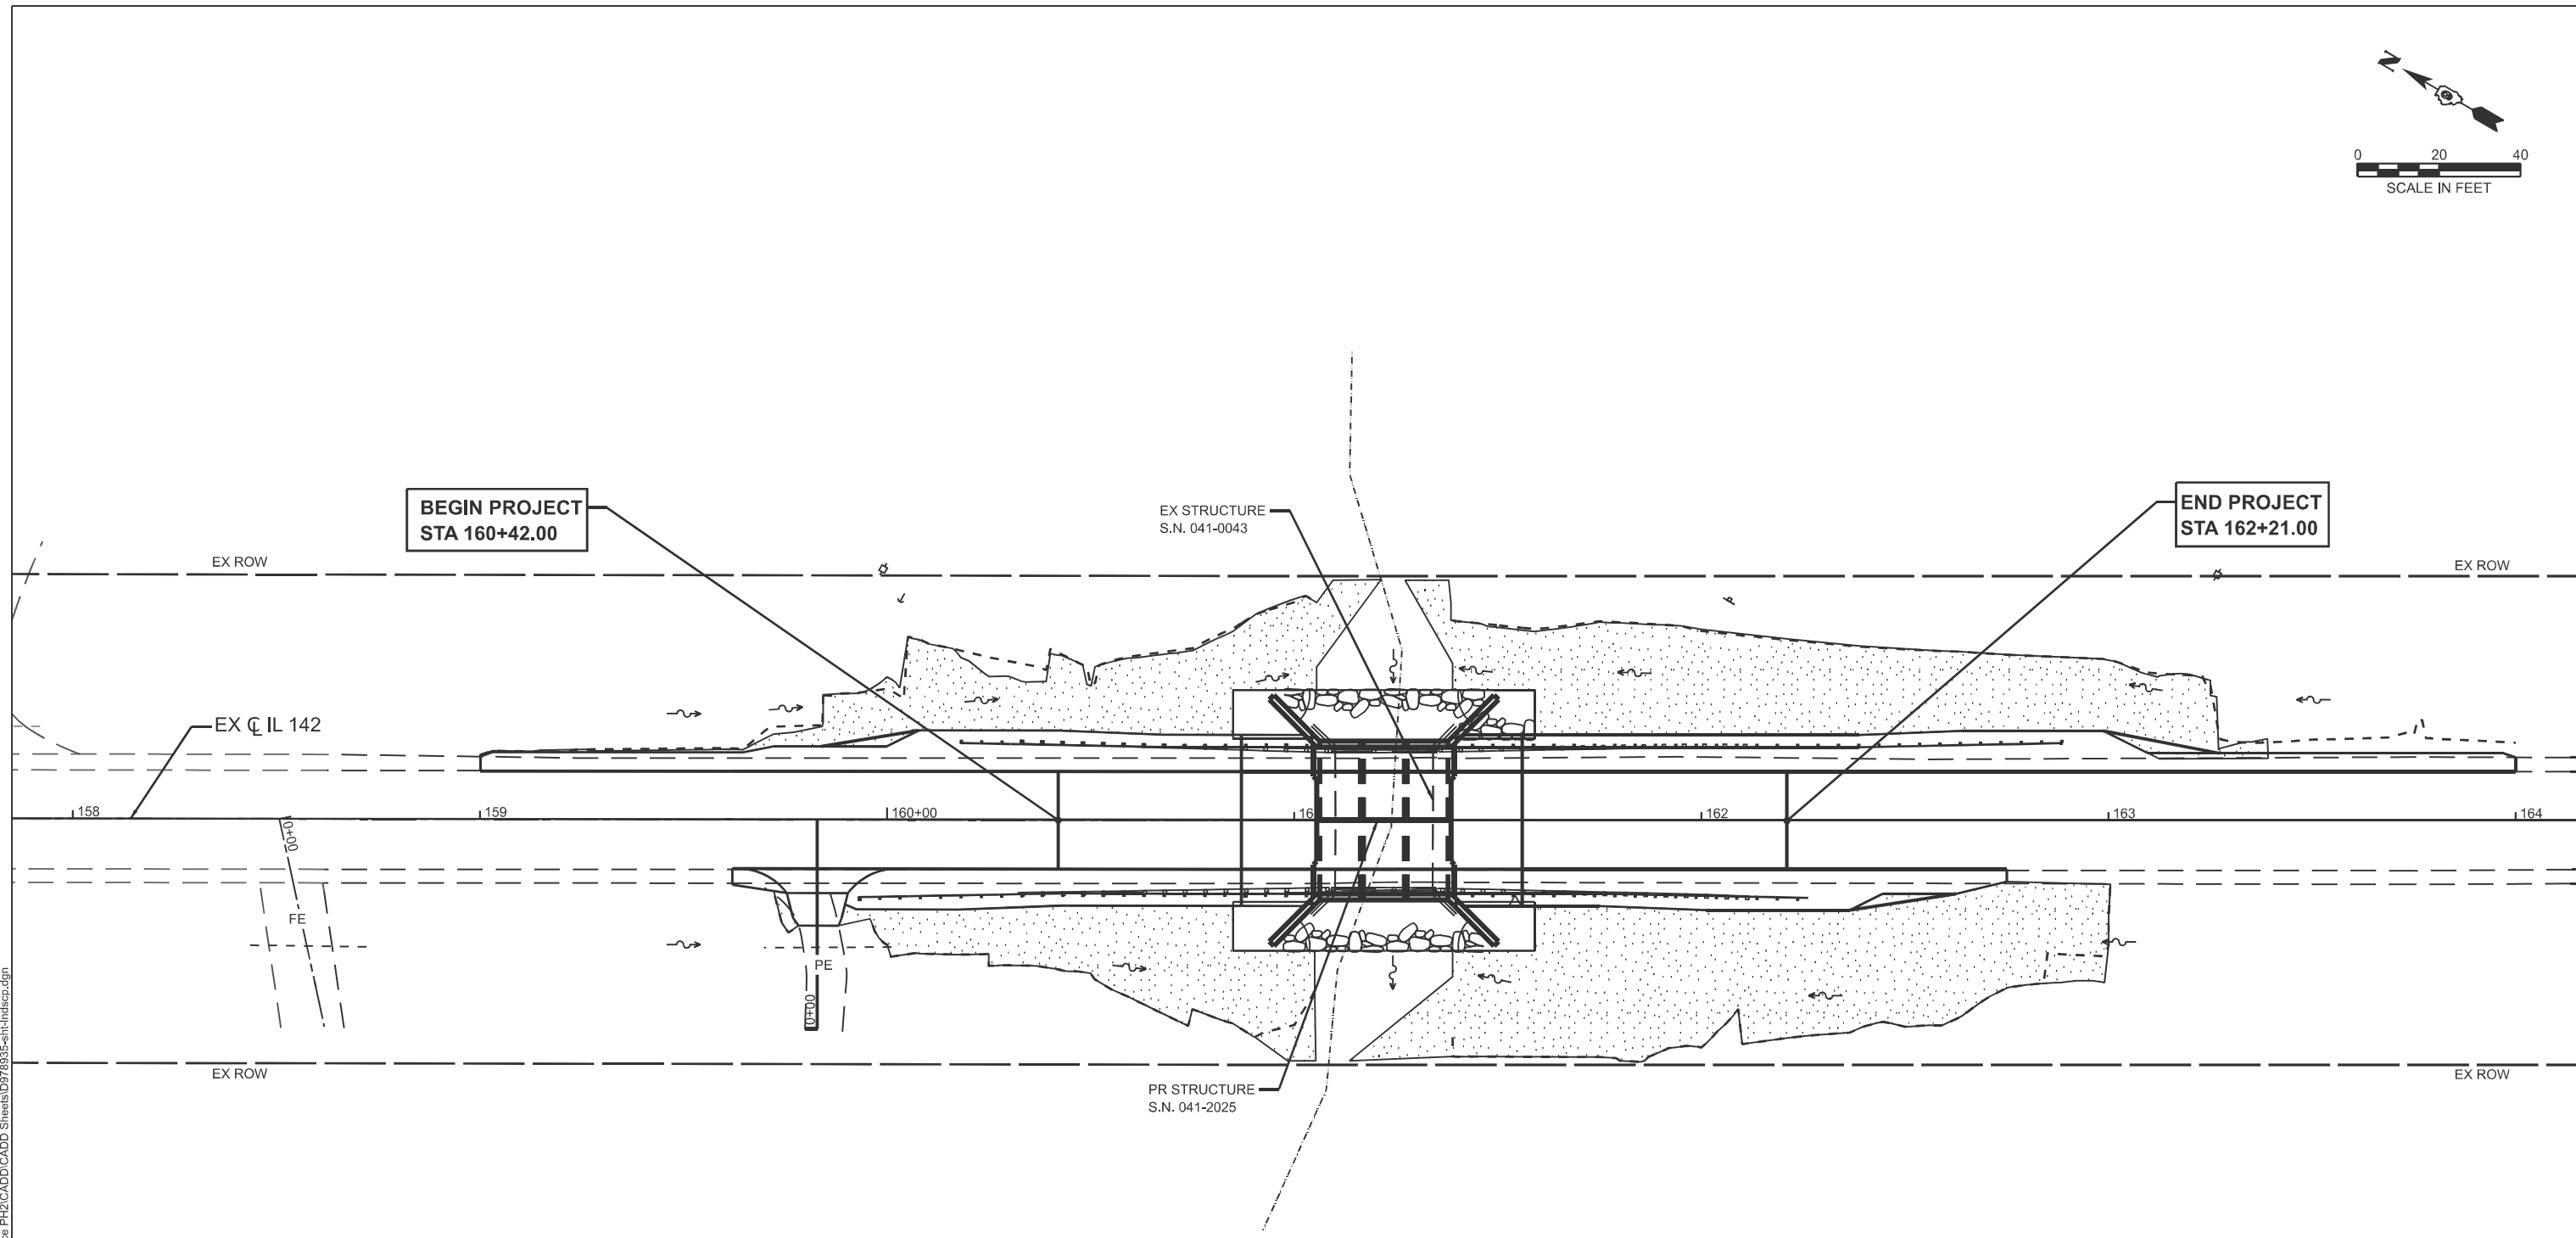 N
0 20 40
SCALE IN FEET
BEGIN PROJECT
STA 160+42.00
EX STRUCTURE
S.N. 041-0043
END PROJECT
STA 162+21.00
EX ROW
EX ROW
EX ℄ IL 142
158 159 160+00 16 162 163 164
0+00
FE
PE
0+00
EX ROW
EX ROW
PR STRUCTURE
S.N. 041-2025
ce PH2\CADD\CADD Sheets\D978935-sht-lndscp.dgn